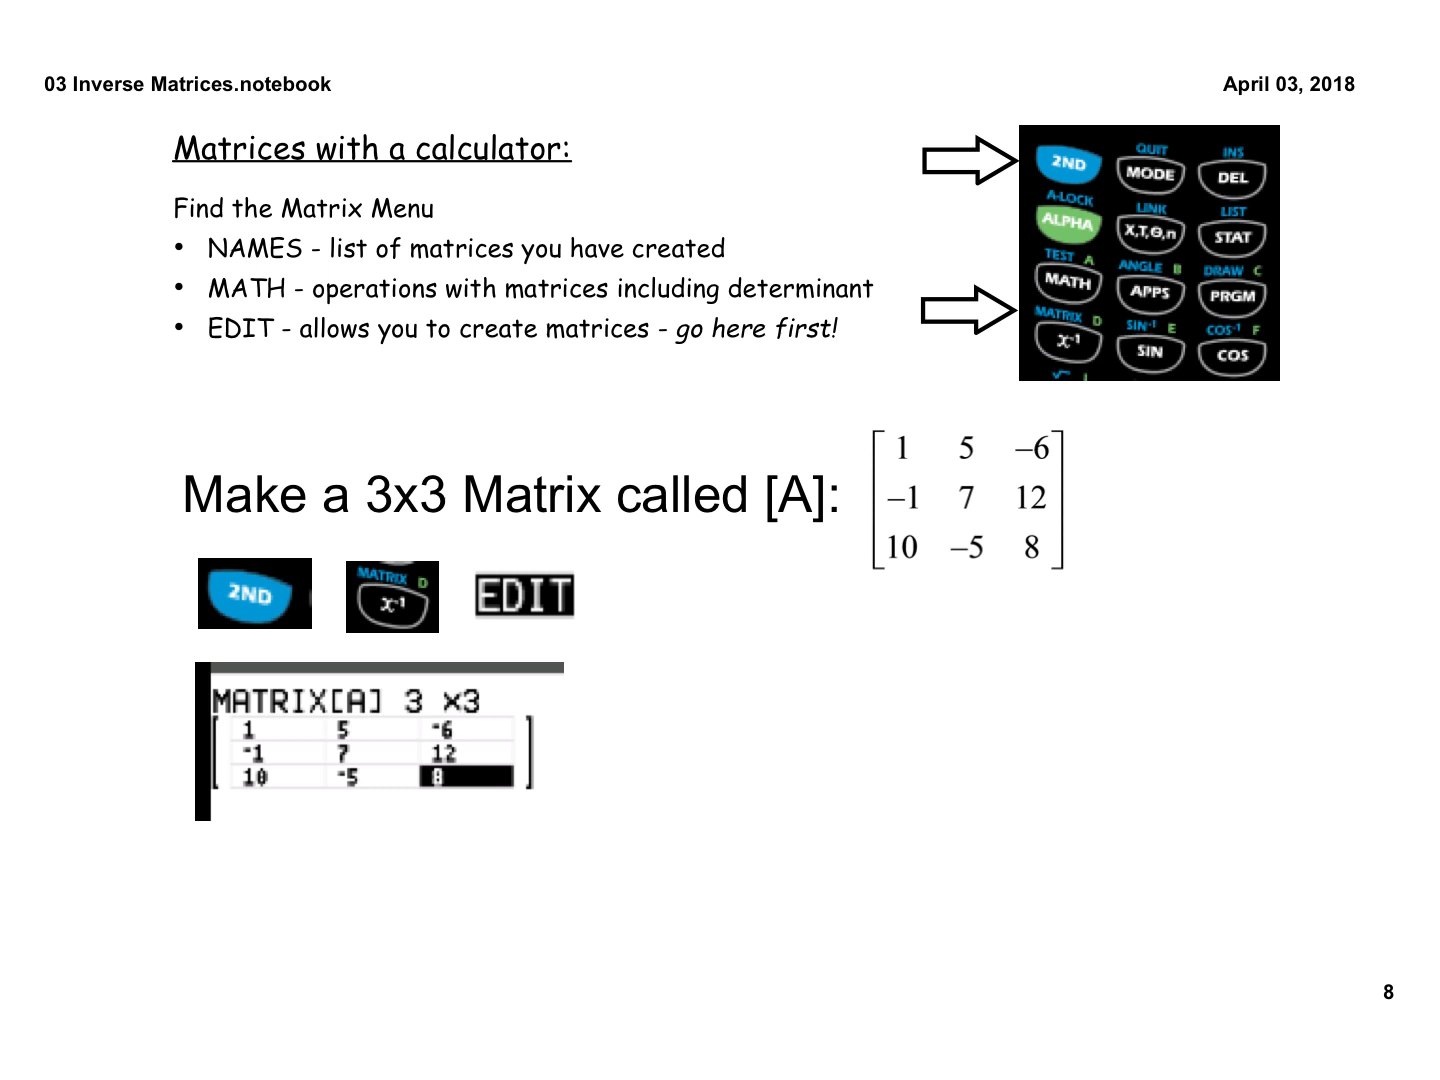 03 Inverse Matrices.notebook
April 03, 2018
Matrices with a calculator:
Find the Matrix Menu
• NAMES - list of matrices you have created
• MATH - operations with matrices including determinant
• EDIT - allows you to create matrices - go here first!
QUIT INS
2ND MODE DEL
A-LOCK LINK LIST
ALPHA X,T,Θ,n STAT
TEST A ANGLE B DRAW C
MATH APPS PRGM
MATRIX D SIN⁻¹ E COS⁻¹ F
x⁻¹ SIN COS
√ I
Make a 3x3 Matrix called [A]:
1 5 –6
–1 7 12
10 –5 8
MATRIX D
2ND x⁻¹ EDIT
MATRIX[A] 3 ×3
1 5 -6
-1 7 12
10 -5 8
8